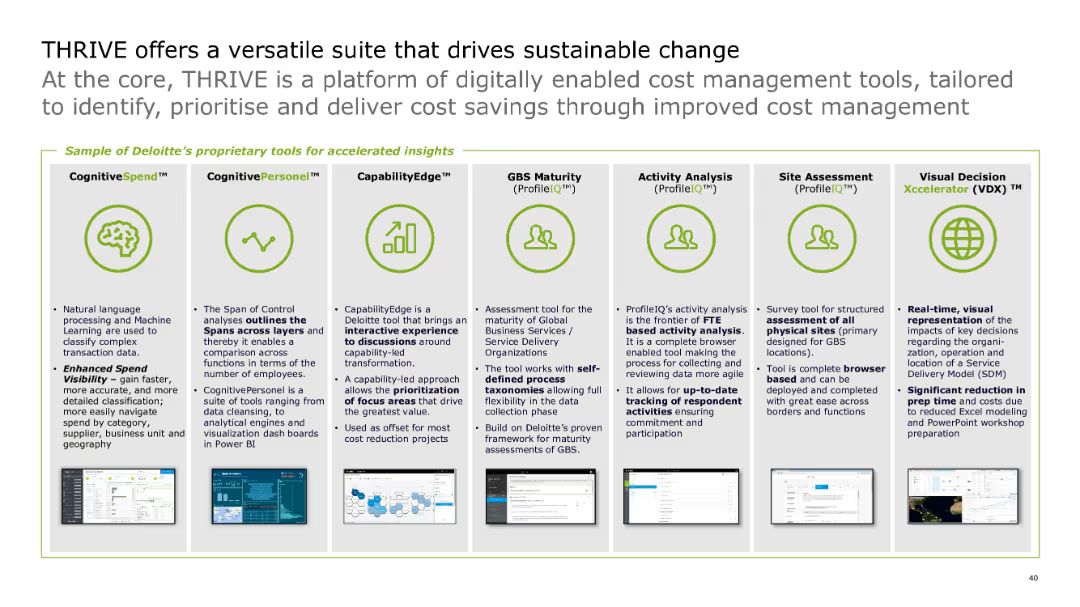 THRIVE offers a versatile suite that drives sustainable change
At the core, THRIVE is a platform of digitally enabled cost management tools, tailored
to identify, prioritise and deliver cost savings through improved cost management
Sample of Deloitte's proprietary tools for accelerated insights
CognitiveSpend™
• Natural language
processing and Machine
Learning are used to
classify complex
transaction data.
• Enhanced Spend
Visibility – gain faster,
more accurate, and more
detailed classification;
more easily navigate
spend by category,
supplier, business unit and
geography
CognitivePersonel™
• The Span of Control
analyses outlines the
Spans across layers and
thereby it enables a
comparison across
functions in terms of the
number of employees.
• CognitivePersonel is a
suite of tools ranging from
data cleansing, to
analytical engines and
visualization dash boards
in Power BI
CapabilityEdge™
• CapabilityEdge is a
Deloitte tool that brings an
interactive experience
to discussions around
capability-led
transformation.
• A capability-led approach
allows the prioritization
of focus areas that drive
the greatest value.
• Used as offset for most
cost reduction projects
GBS Maturity
(ProfileIQ™)
• Assessment tool for the
maturity of Global
Business Services /
Service Delivery
Organizations
• The tool works with self-
defined process
taxonomies allowing full
flexibility in the data
collection phase
• Build on Deloitte's proven
framework for maturity
assessments of GBS.
Activity Analysis
(ProfileIQ™)
• ProfileIQ's activity analysis
is the frontier of FTE
based activity analysis.
It is a complete browser
enabled tool making the
process for collecting and
reviewing data more agile
• It allows for up-to-date
tracking of respondent
activities ensuring
commitment and
participation
Site Assessment
(ProfileIQ™)
• Survey tool for structured
assessment of all
physical sites (primary
designed for GBS
locations).
• Tool is complete browser
based and can be
deployed and completed
with great ease across
borders and functions
Visual Decision
Xccelerator (VDX) ™
• Real-time, visual
representation of the
impacts of key decisions
regarding the organi-
zation, operation and
location of a Service
Delivery Model (SDM)
• Significant reduction in
prep time and costs due
to reduced Excel modeling
and PowerPoint workshop
preparation
40